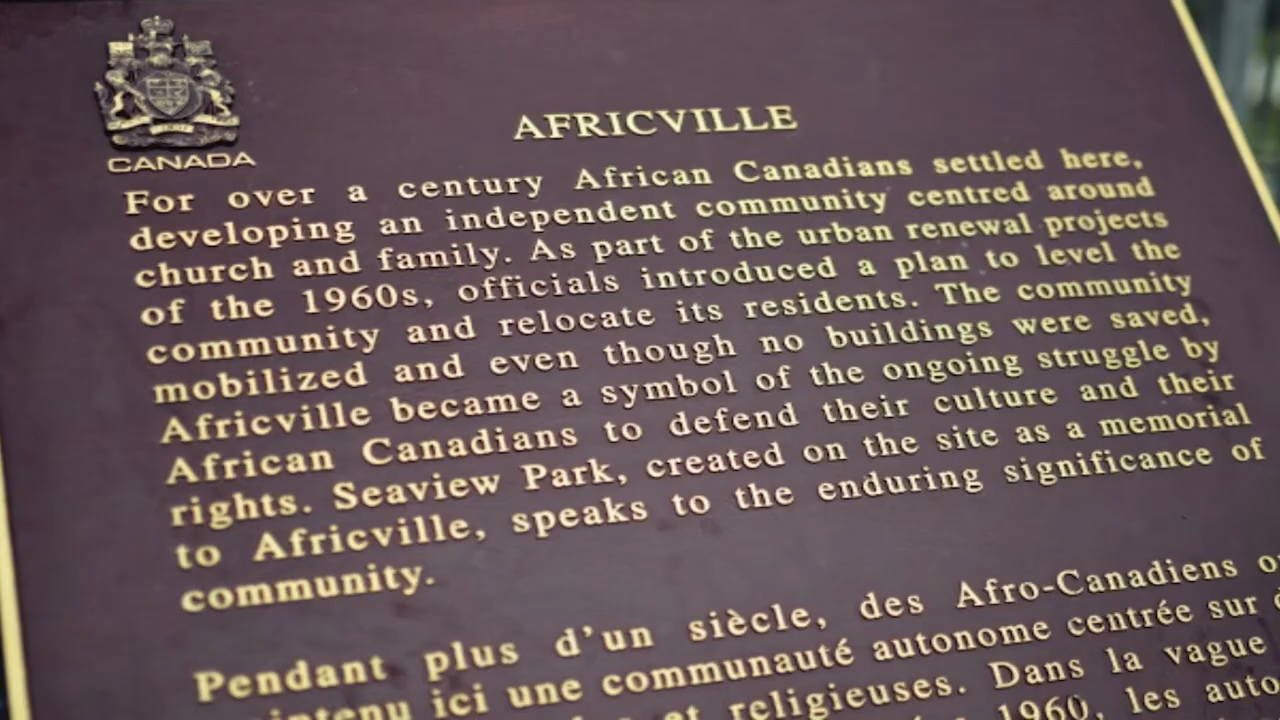 CANADA
AFRICVILLE
For over a century African Canadians settled here,
developing an independent community centred around
church and family. As part of the urban renewal projects
of the 1960s, officials introduced a plan to level the
community and relocate its residents. The community
mobilized and even though no buildings were saved,
Africville became a symbol of the ongoing struggle by
African Canadians to defend their culture and their
rights. Seaview Park, created on the site as a memorial
to Africville, speaks to the enduring significance of
community.
Pendant plus d'un siècle, des Afro-Canadiens
ici une communauté autonome centrée sur
et religieuses. Dans la vague
1960, les